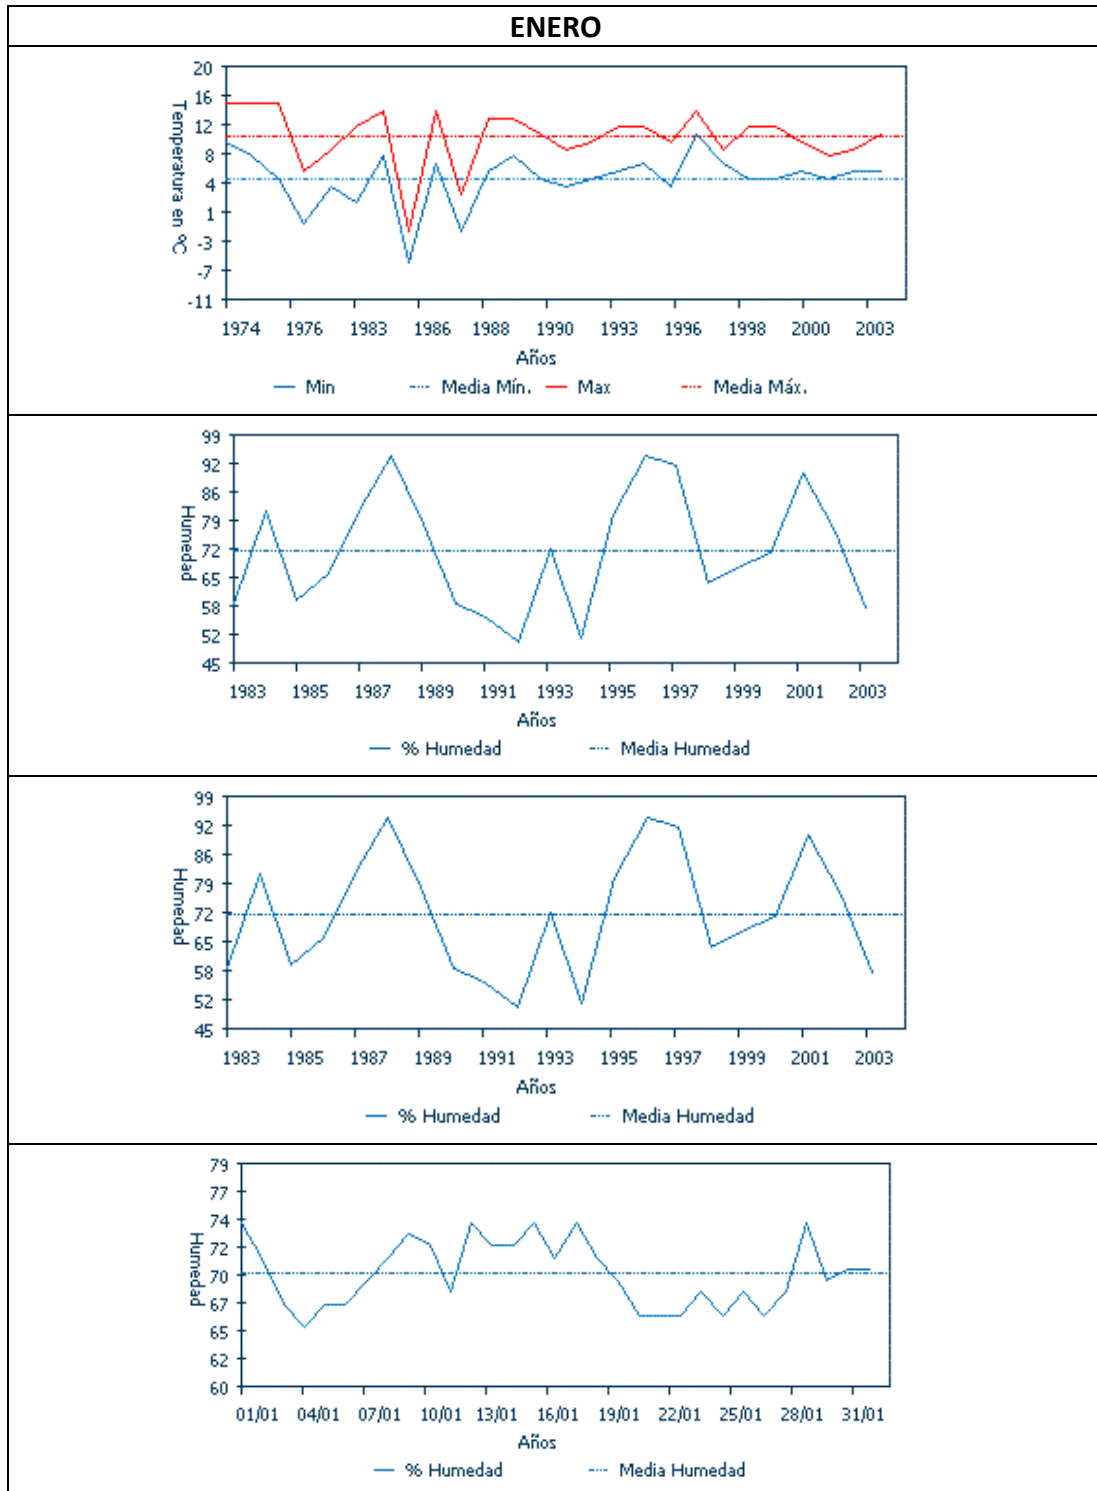 ENERO
20
16
12
8
4
1
-3
-7
-11
Temperatura en ºC
1974 1976 1983 1986 1988 1990 1993 1996 1998 2000 2003
Años
Min Media Mín. Max Media Máx.
99
92
86
79
72
65
58
52
45
Humedad
1983 1985 1987 1989 1991 1993 1995 1997 1999 2001 2003
Años
% Humedad Media Humedad
99
92
86
79
72
65
58
52
45
Humedad
1983 1985 1987 1989 1991 1993 1995 1997 1999 2001 2003
Años
% Humedad Media Humedad
79
77
74
72
70
67
65
62
60
Humedad
01/01 04/01 07/01 10/01 13/01 16/01 19/01 22/01 25/01 28/01 31/01
Años
% Humedad Media Humedad